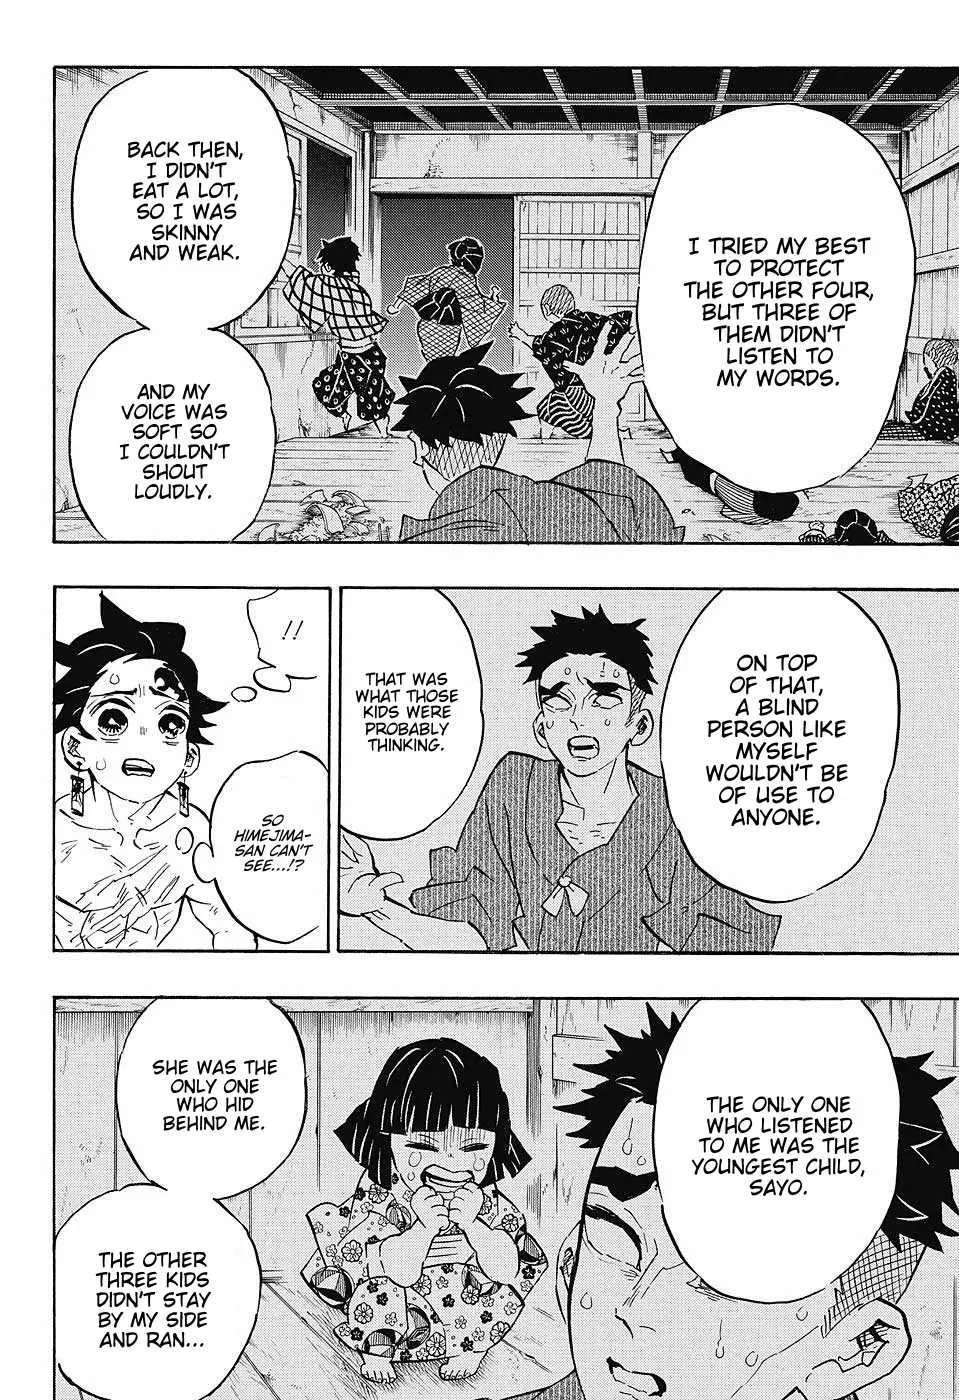 I TRIED MY BEST
TO PROTECT
THE OTHER FOUR,
BUT THREE OF
THEM DIDN'T
LISTEN TO
MY WORDS.
BACK THEN,
I DIDN'T
EAT A LOT,
SO I WAS
SKINNY
AND WEAK.
AND MY
VOICE WAS
SOFT SO
I COULDN'T
SHOUT
LOUDLY.
ON TOP
OF THAT,
A BLIND
PERSON LIKE
MYSELF
WOULDN'T BE
OF USE TO
ANYONE.
THAT WAS
WHAT THOSE
KIDS WERE
PROBABLY
THINKING.
!!
SO
HIMEJIMA-
SAN CAN'T
SEE...!?
THE ONLY ONE
WHO LISTENED
TO ME WAS THE
YOUNGEST CHILD,
SAYO.
SHE WAS THE
ONLY ONE
WHO HID
BEHIND ME.
THE OTHER
THREE KIDS
DIDN'T STAY
BY MY SIDE
AND RAN...